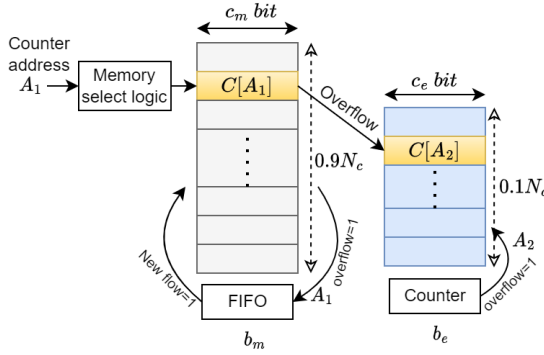 c_m bit
Counter
address
A_1
Memory
select logic
C[A_1]
Overflow
c_e bit
C[A_2]
0.9N_c
0.1N_c
New flow=1
overflow=1
A_1
FIFO
b_m
A_2
overflow=1
Counter
b_e